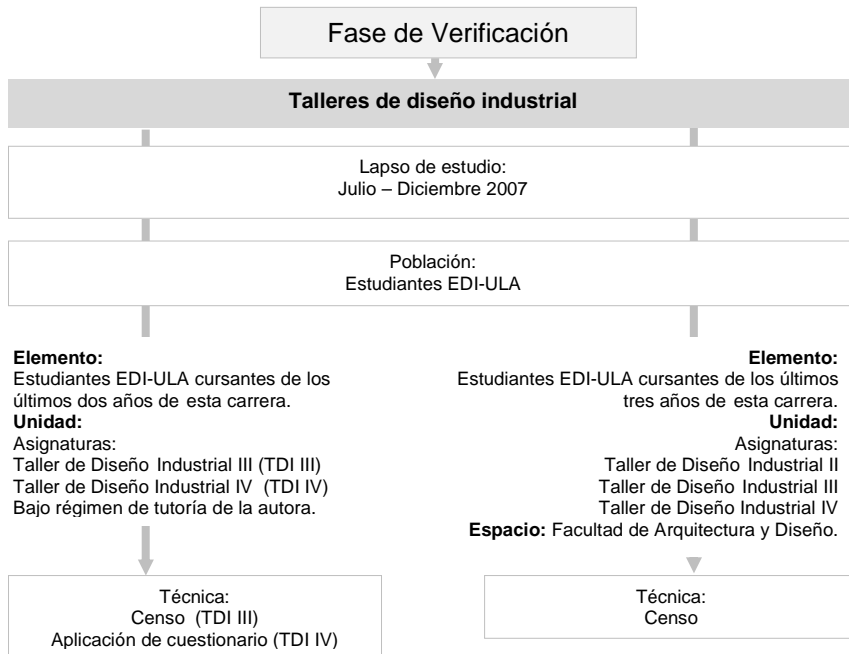 Fase de Verificación
Talleres de diseño industrial
Lapso de estudio:
Julio – Diciembre 2007
Población:
Estudiantes EDI-ULA
Elemento:
Estudiantes EDI-ULA cursantes de los
últimos dos años de esta carrera.
Unidad:
Asignaturas:
Taller de Diseño Industrial III (TDI III)
Taller de Diseño Industrial IV (TDI IV)
Bajo régimen de tutoría de la autora.
Elemento:
Estudiantes EDI-ULA cursantes de los últimos
tres años de esta carrera.
Unidad:
Asignaturas:
Taller de Diseño Industrial II
Taller de Diseño Industrial III
Taller de Diseño Industrial IV
Espacio: Facultad de Arquitectura y Diseño.
Técnica:
Censo (TDI III)
Aplicación de cuestionario (TDI IV)
Técnica:
Censo